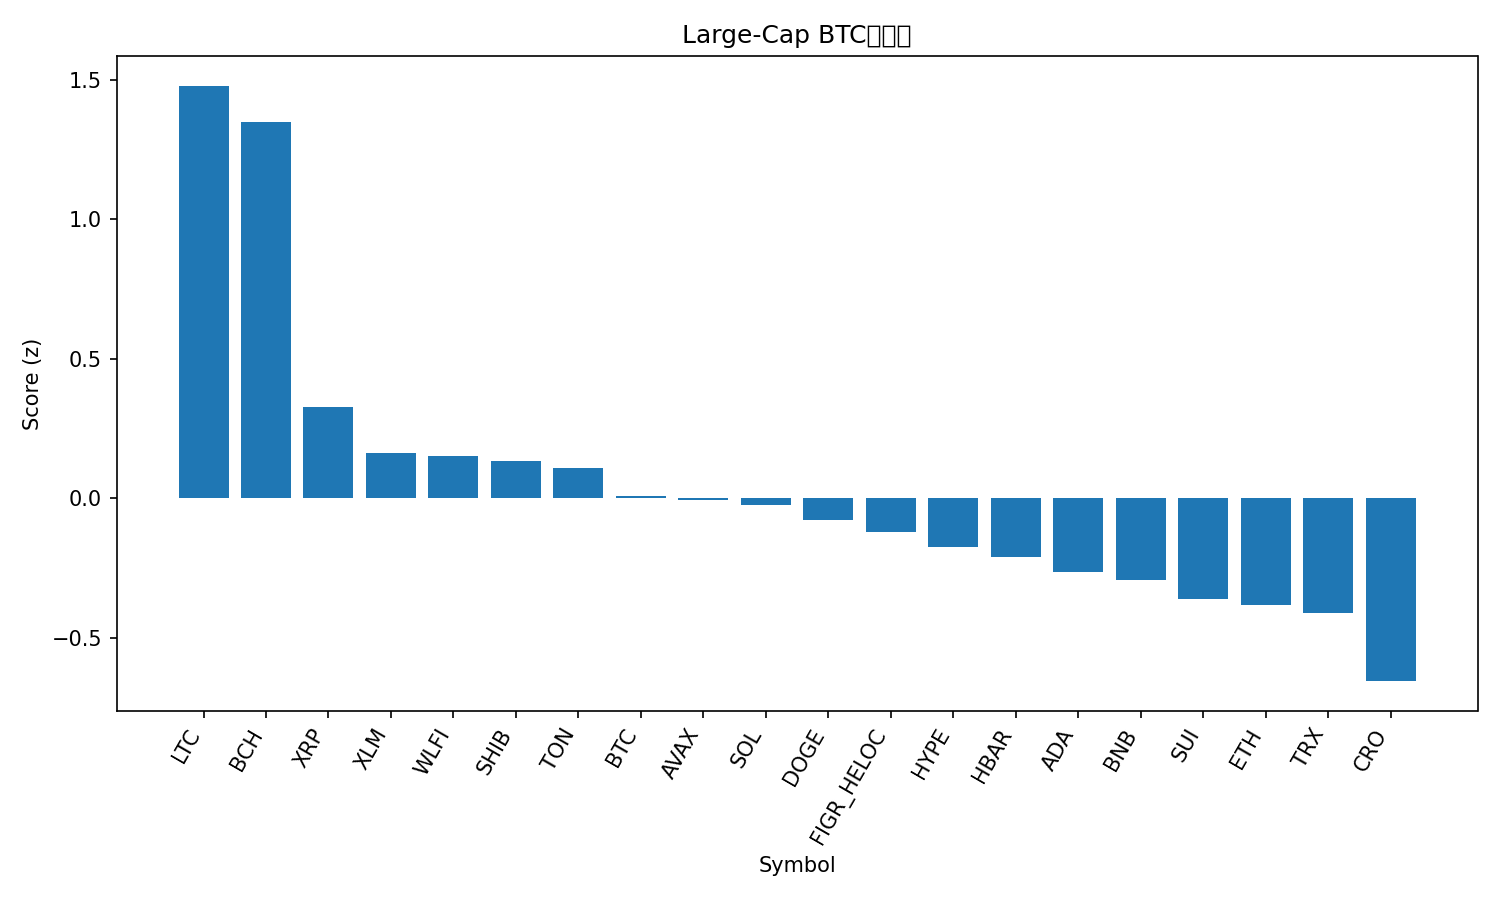 Large-Cap BTC
Score (z)
1.5
1.0
0.5
0.0
−0.5
LTC
BCH
XRP
XLM
WLFI
SHIB
TON
BTC
AVAX
SOL
DOGE
FIGR_HELOC
HYPE
HBAR
ADA
BNB
SUI
ETH
TRX
CRO
Symbol